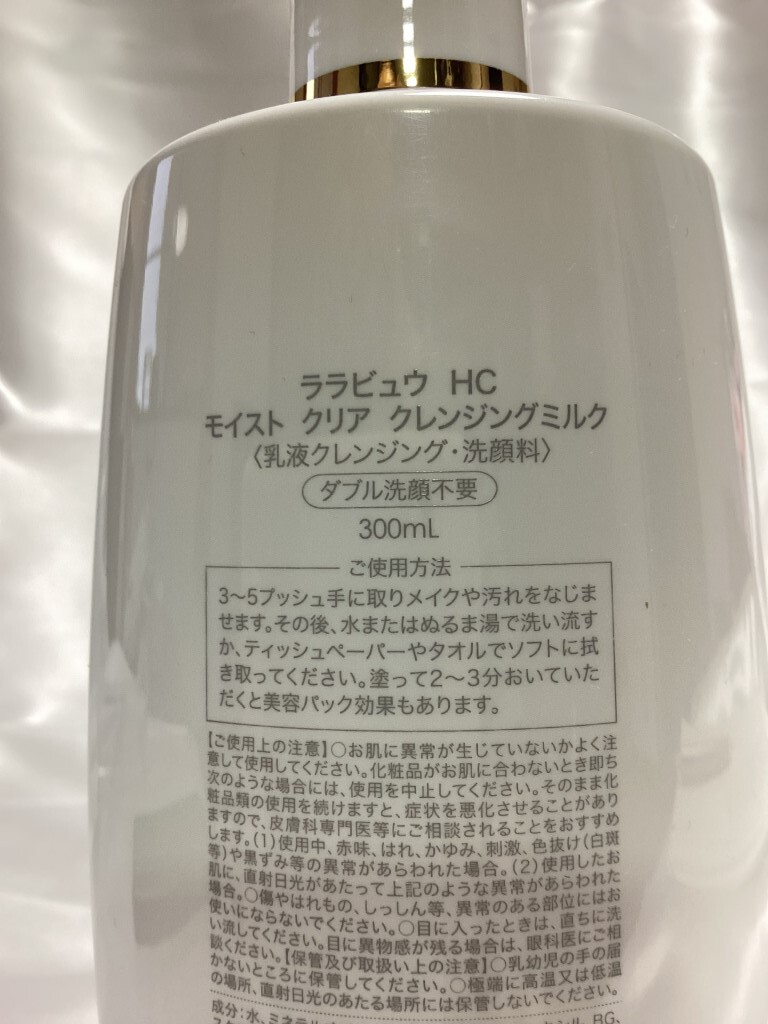 ララビュウ HC
モイスト クリア クレンジングミルク
〈乳液クレンジング・洗顔料〉
ダブル洗顔不要
300mL
ご使用方法
3〜5プッシュ手に取りメイクや汚れをなじま
せます。その後、水またはぬるま湯で洗い流す
か、ティッシュペーパーやタオルでソフトに拭
き取ってください。塗って2〜3分おいていた
だくと美容パック効果もあります。
【ご使用上の注意】○お肌に異常が生じていないかよく注
意して使用してください。化粧品がお肌に合わないとき即ち
次のような場合には、使用を中止してください。そのまま化
粧品類の使用を続けますと、症状を悪化させることがあり
ますので、皮膚科専門医等にご相談されることをおすすめ
します。(1)使用中、赤味、はれ、かゆみ、刺激、色抜け(白斑
等)や黒ずみ等の異常があらわれた場合。(2)使用したお
肌に、直射日光があたって上記のような異常があらわれた
場合。○傷やはれもの、しっしん等、異常のある部位にはお
使いにならないでください。○目に入ったときは、直ちに洗
い流してください。目に異物感が残る場合は、眼科医にご相
談ください。【保管及び取扱い上の注意】○乳幼児の手の届
かないところに保管してください。○極端に高温又は低温
の場所、直射日光のあたる場所には保管しないでください。
成分:水、ミネラル BG、